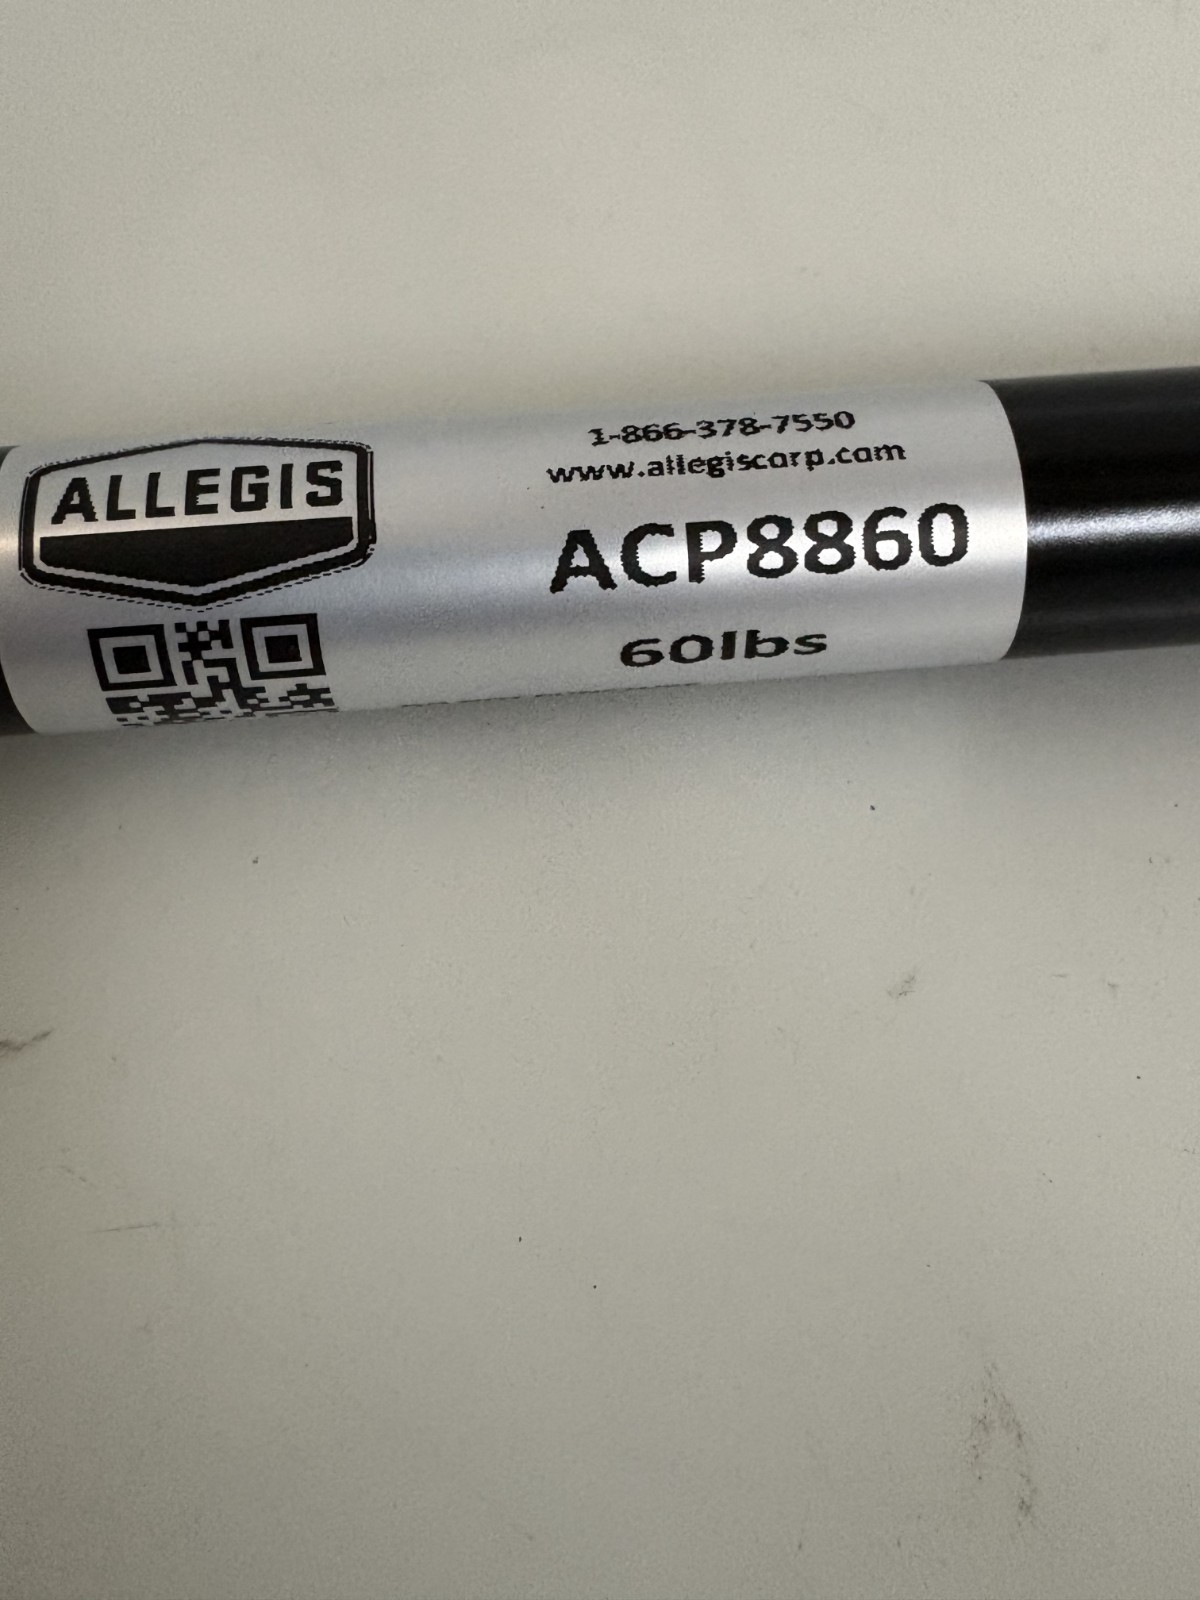 ALLEGIS
1-866-378-7550
www.allegiscorp.com
ACP8860
60lbs